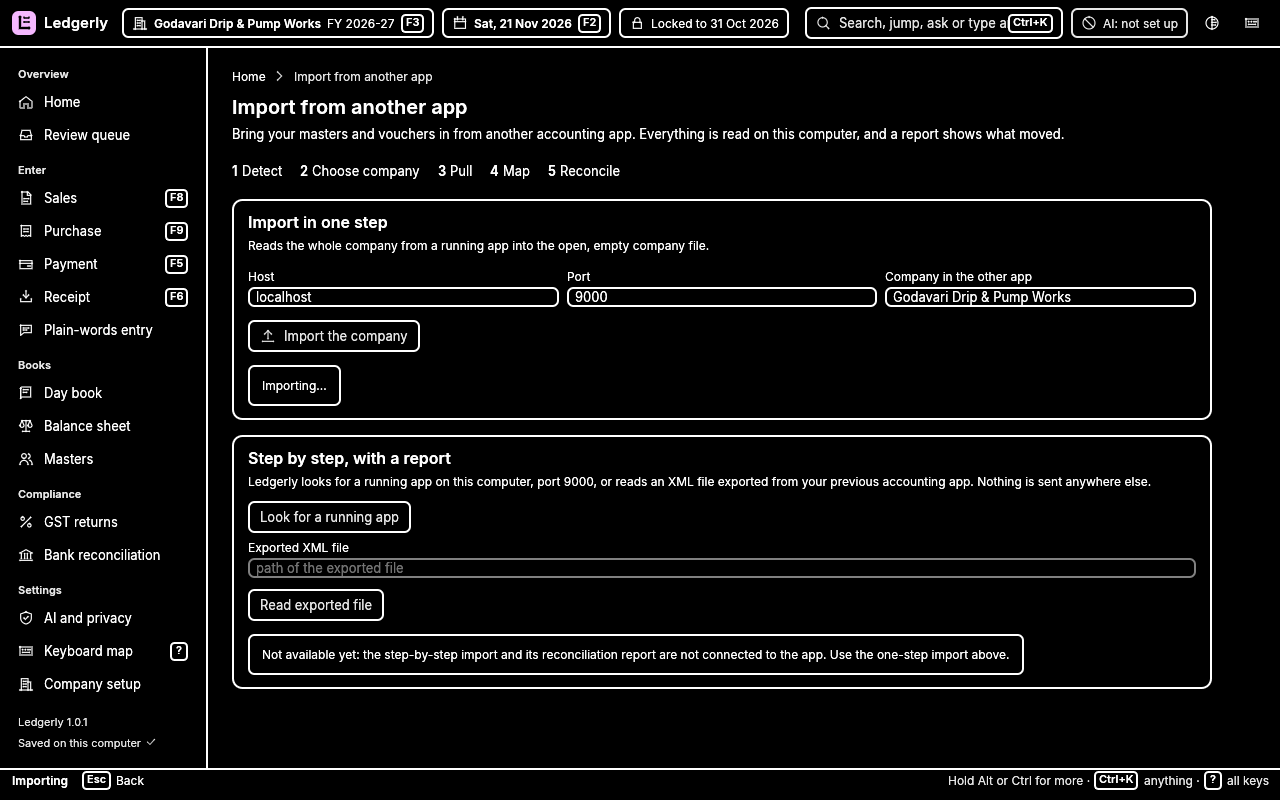 Ledgerly
Godavari Drip & Pump Works FY 2026-27 F3
Sat, 21 Nov 2026 F2
Locked to 31 Oct 2026
Search, jump, ask or type a Ctrl+K
AI: not set up
Overview
Home
Review queue
Enter
Sales F8
Purchase F9
Payment F5
Receipt F6
Plain-words entry
Books
Day book
Balance sheet
Masters
Compliance
GST returns
Bank reconciliation
Settings
AI and privacy
Keyboard map ?
Company setup
Ledgerly 1.0.1
Saved on this computer
Home Import from another app
Import from another app
Bring your masters and vouchers in from another accounting app. Everything is read on this computer, and a report shows what moved.
1 Detect 2 Choose company 3 Pull 4 Map 5 Reconcile
Import in one step
Reads the whole company from a running app into the open, empty company file.
Host Port Company in the other app
localhost 9000 Godavari Drip & Pump Works
Import the company
Importing...
Step by step, with a report
Ledgerly looks for a running app on this computer, port 9000, or reads an XML file exported from your previous accounting app. Nothing is sent anywhere else.
Look for a running app
Exported XML file
path of the exported file
Read exported file
Not available yet: the step-by-step import and its reconciliation report are not connected to the app. Use the one-step import above.
Importing Esc Back
Hold Alt or Ctrl for more · Ctrl+K anything · ? all keys